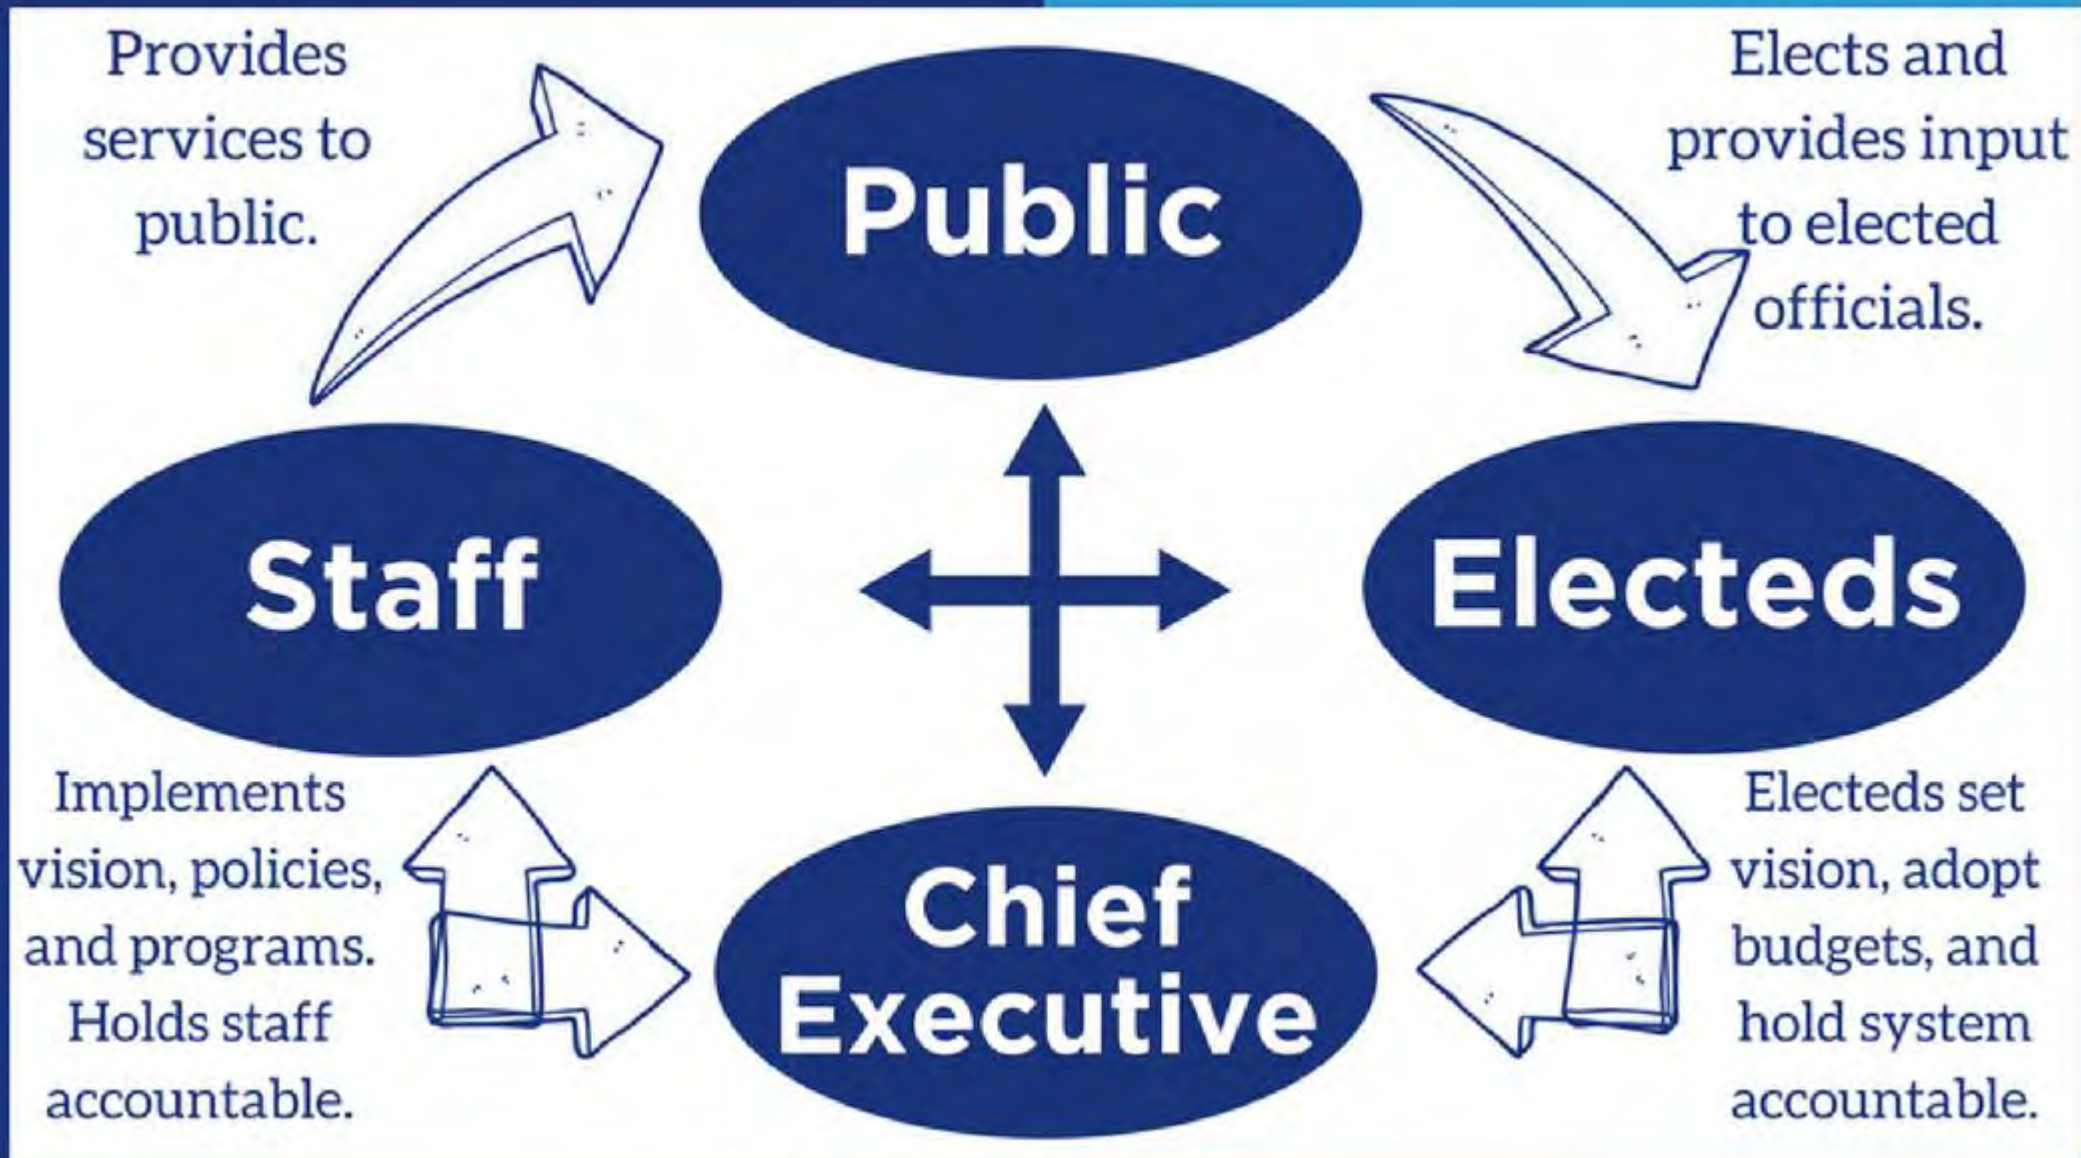 Provides
services to
public.
Public
Elects and
provides input
to elected
officials.
Staff
Electeds
Implements
vision, policies,
and programs.
Holds staff
accountable.
Chief
Executive
Electeds set
vision, adopt
budgets, and
hold system
accountable.